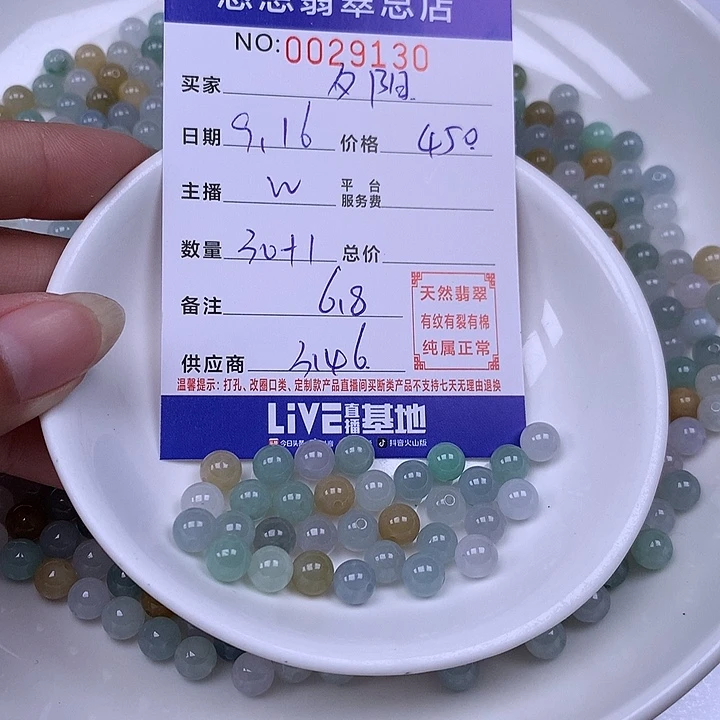 NO:0029130
买家 夕阳
日期 9,16 价格 450
主播 W 平台服务费
数量 30+1 总价
备注 6.8
天然翡翠
有纹有裂有棉
纯属正常
供应商 3146
温馨提示：打孔、改圈口类、定制款产品直播间买断类产品不支持七天无理由退换
LiVE直播基地
今日头条 抖音火山版